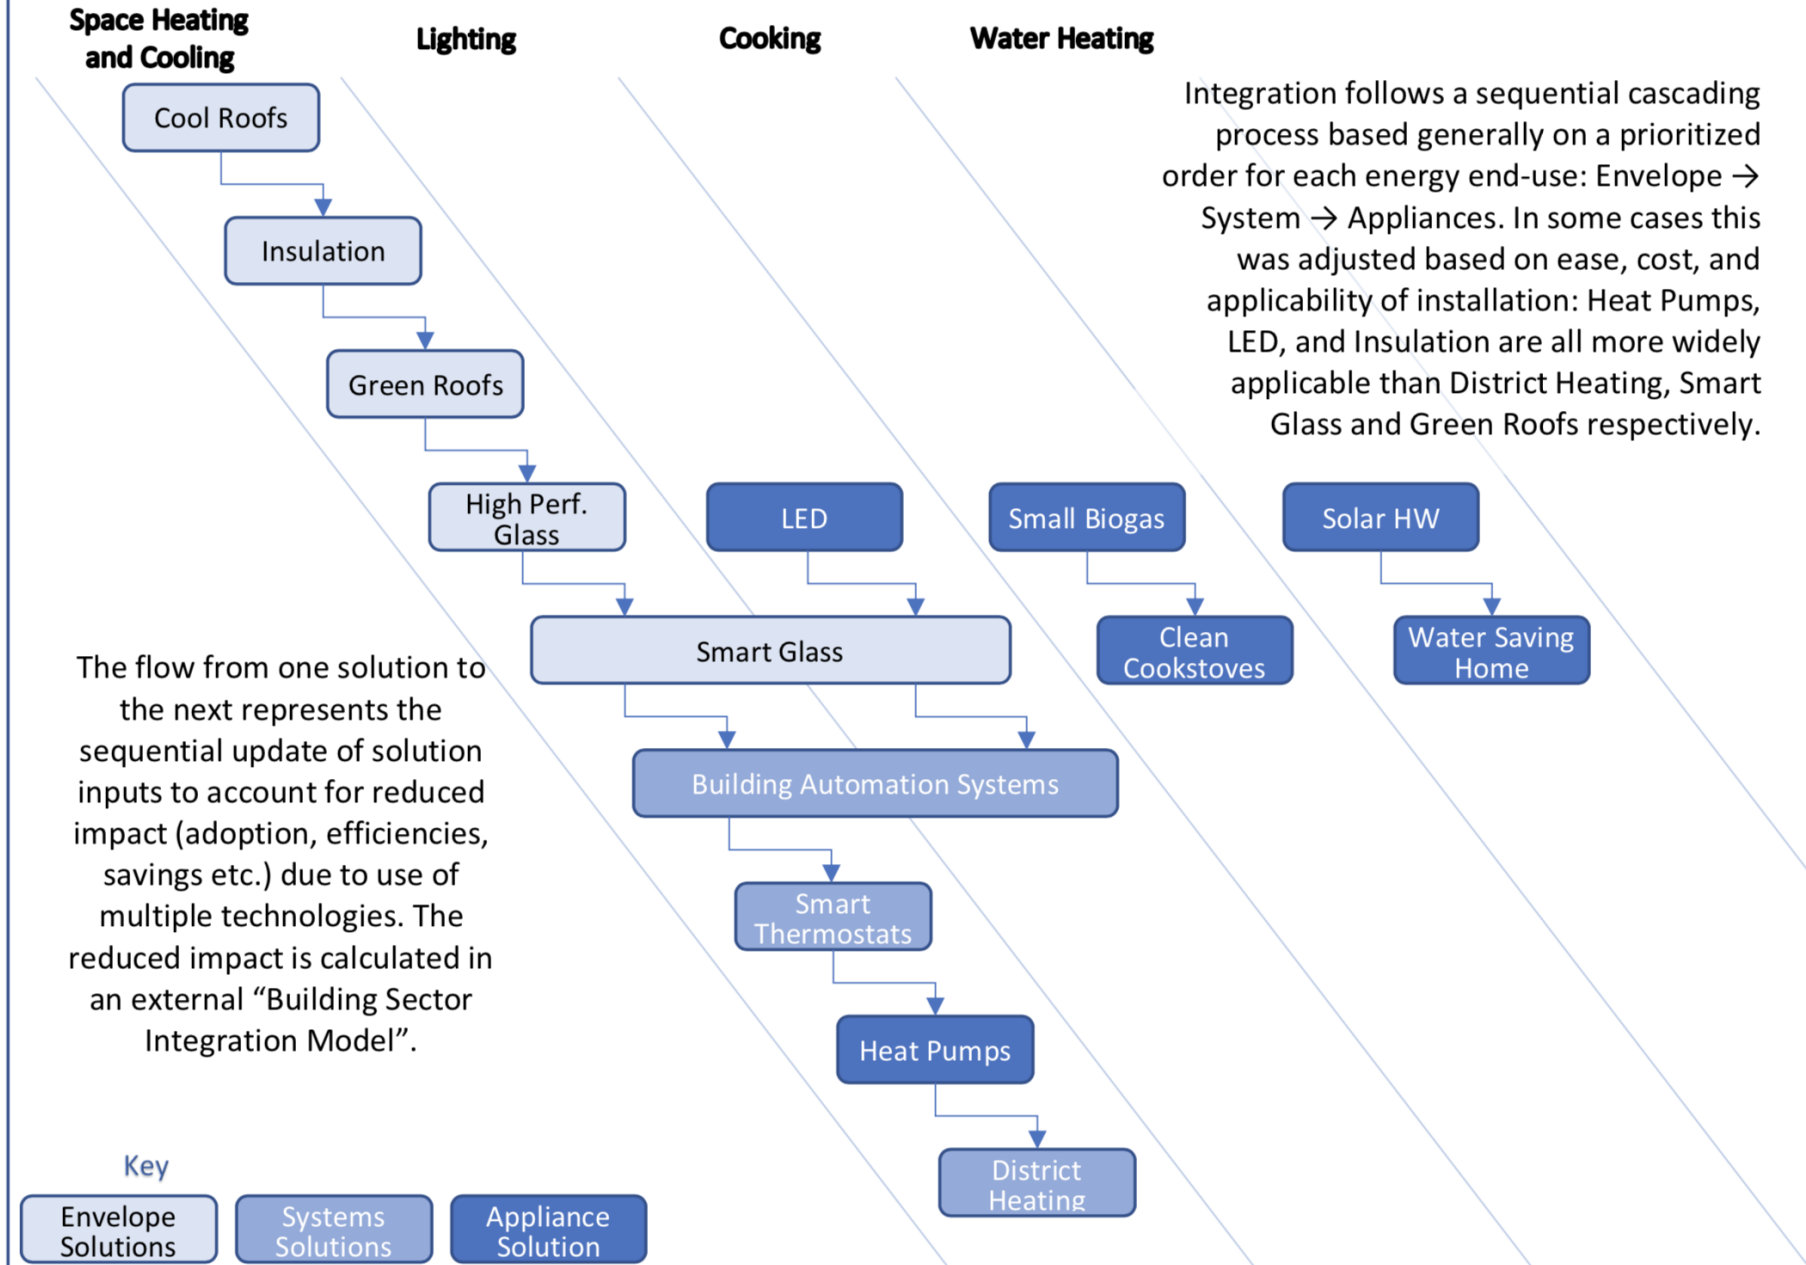 Space Heating
and Cooling
Lighting
Cooking
Water Heating
Cool Roofs
Insulation
Green Roofs
High Perf.
Glass
LED
Small Biogas
Solar HW
Smart Glass
Clean
Cookstoves
Water Saving
Home
Building Automation Systems
Smart
Thermostats
Heat Pumps
District
Heating
Integration follows a sequential cascading
process based generally on a prioritized
order for each energy end-use: Envelope →
System → Appliances. In some cases this
was adjusted based on ease, cost, and
applicability of installation: Heat Pumps,
LED, and Insulation are all more widely
applicable than District Heating, Smart
Glass and Green Roofs respectively.
The flow from one solution to
the next represents the
sequential update of solution
inputs to account for reduced
impact (adoption, efficiencies,
savings etc.) due to use of
multiple technologies. The
reduced impact is calculated in
an external “Building Sector
Integration Model”.
Key
Envelope
Solutions
Systems
Solutions
Appliance
Solution